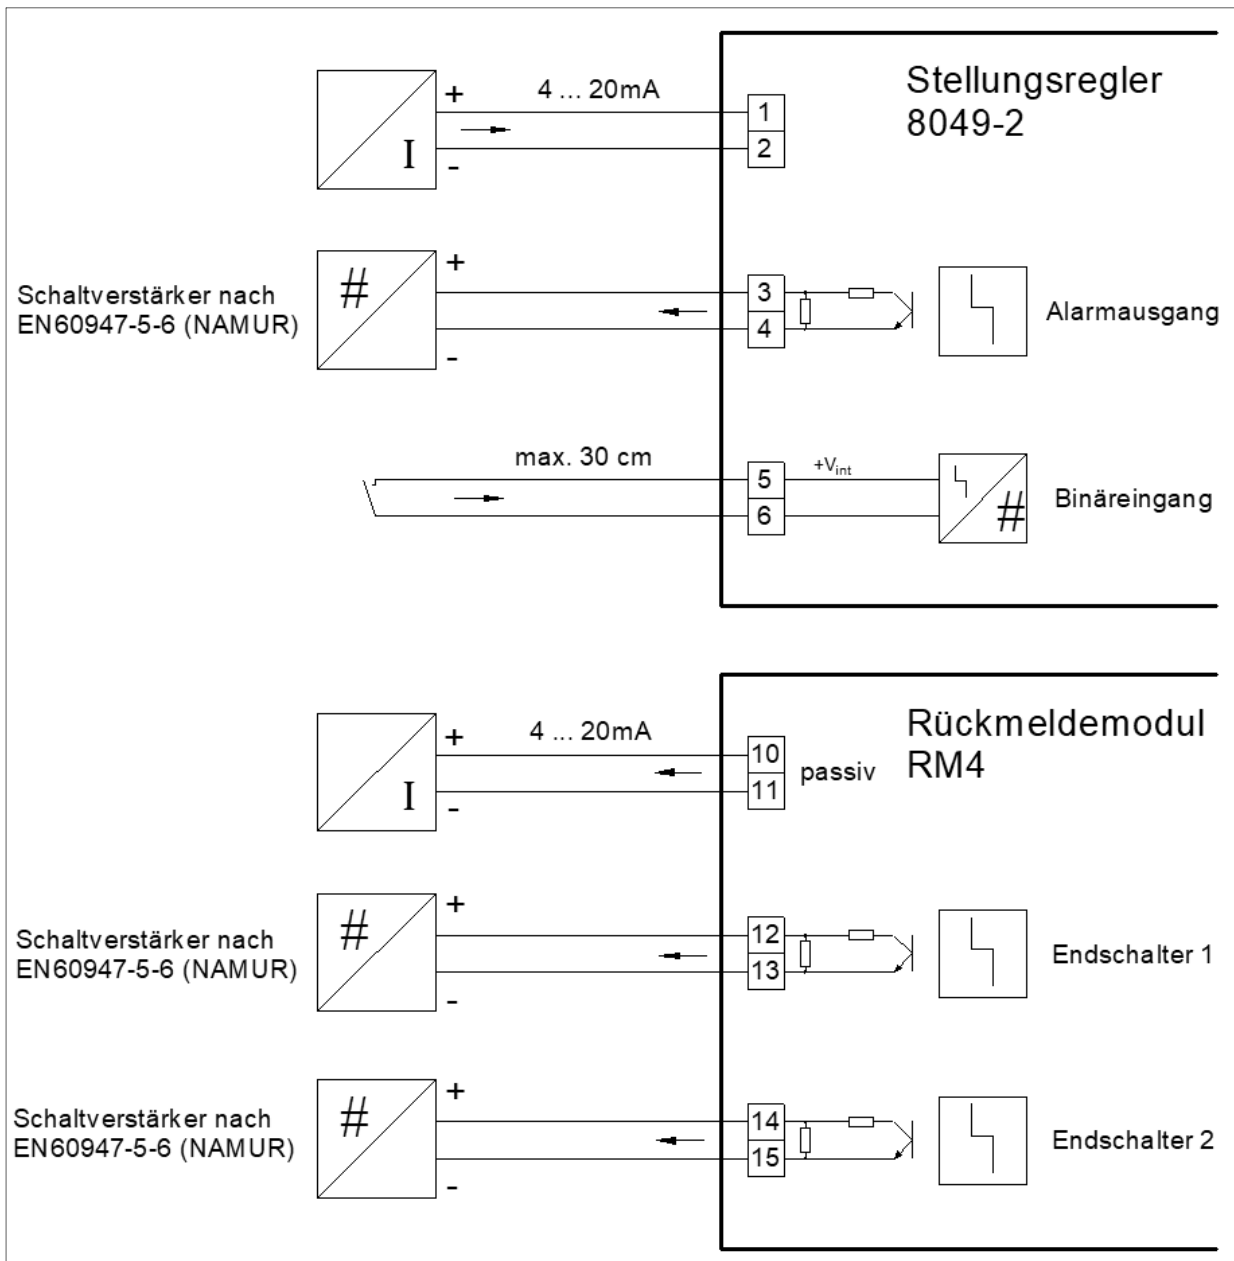 Stellungsregler
8049-2
+
4 ... 20mA
1
I
2
-
+
#
Schaltverstärker nach
EN60947-5-6 (NAMUR)
3
4
Alarmausgang
-
max. 30 cm
5
+Vint
6
#
Binäreingang
Rückmeldemodul
RM4
+
4 ... 20mA
10
passiv
I
11
-
+
#
Schaltverstärker nach
EN60947-5-6 (NAMUR)
12
13
Endschalter 1
-
+
#
Schaltverstärker nach
EN60947-5-6 (NAMUR)
14
15
Endschalter 2
-